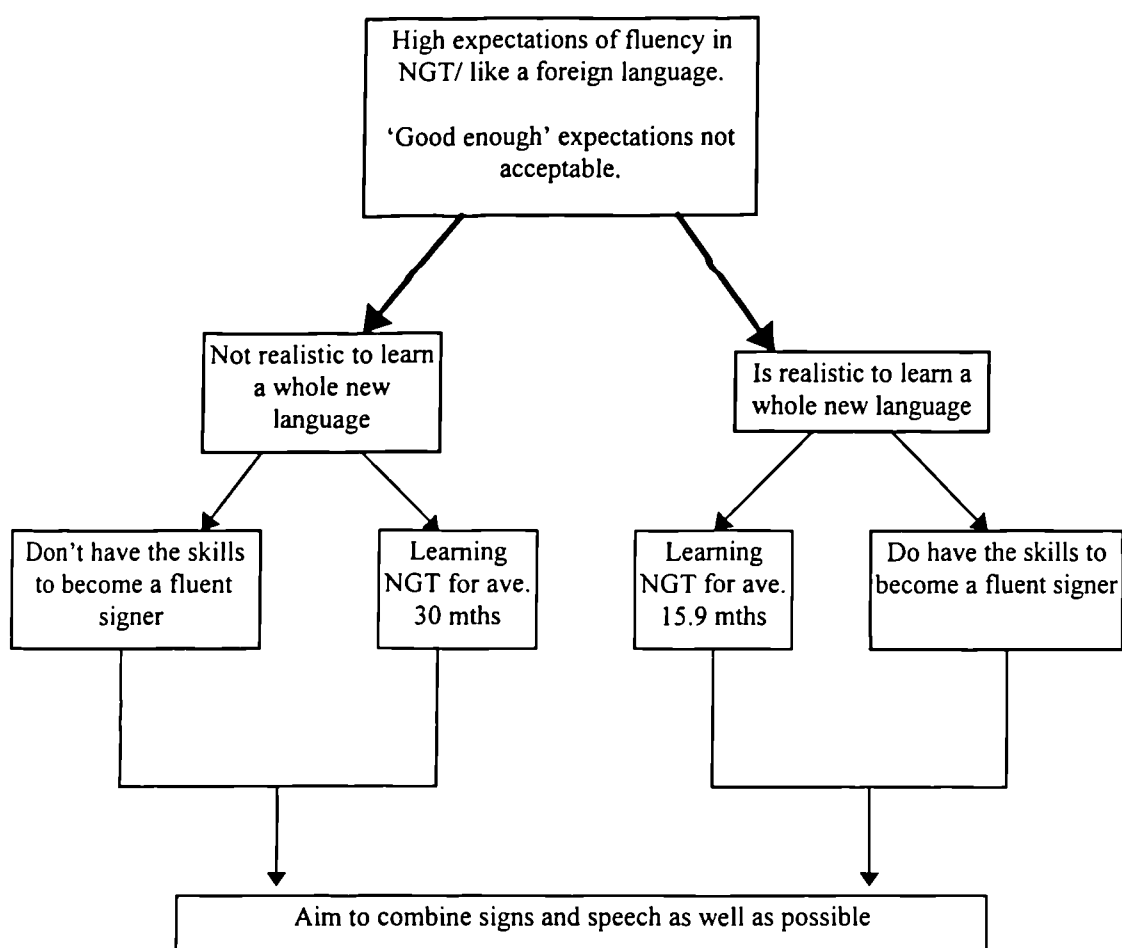 High expectations of fluency in
NGT/ like a foreign language.
‘Good enough’ expectations not
acceptable.
Not realistic to learn
a whole new
language
Is realistic to learn a
whole new language
Don’t have the skills
to become a fluent
signer
Learning
NGT for ave.
30 mths
Learning
NGT for ave.
15.9 mths
Do have the skills to
become a fluent signer
Aim to combine signs and speech as well as possible